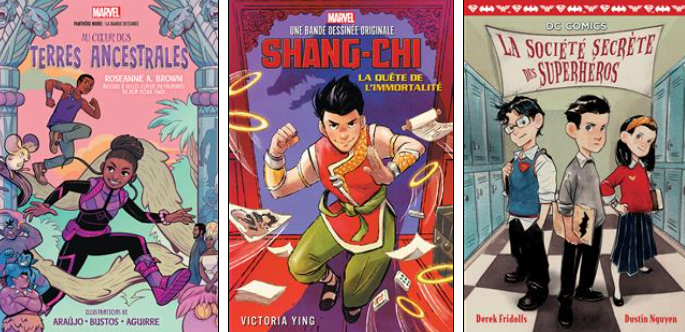 MARVEL
PANTHÈRE NOIRE : LA BANDE DESSINÉE
AU CŒUR DES
TERRES ANCESTRALES
ROSEANNE A. BROWN
ILLUSTRATIONS DE
ARAÚJO • BUSTOS • AGUIRRE
MARVEL
UNE BANDE DESSINÉE ORIGINALE
SHANG-CHI
LA QUÊTE DE
L'IMMORTALITÉ
VICTORIA YING
DC COMICS
LA SOCIÉTÉ SECRÈTE
DES SUPERHÉROS
Derek Fridolfs
Dustin Nguyen